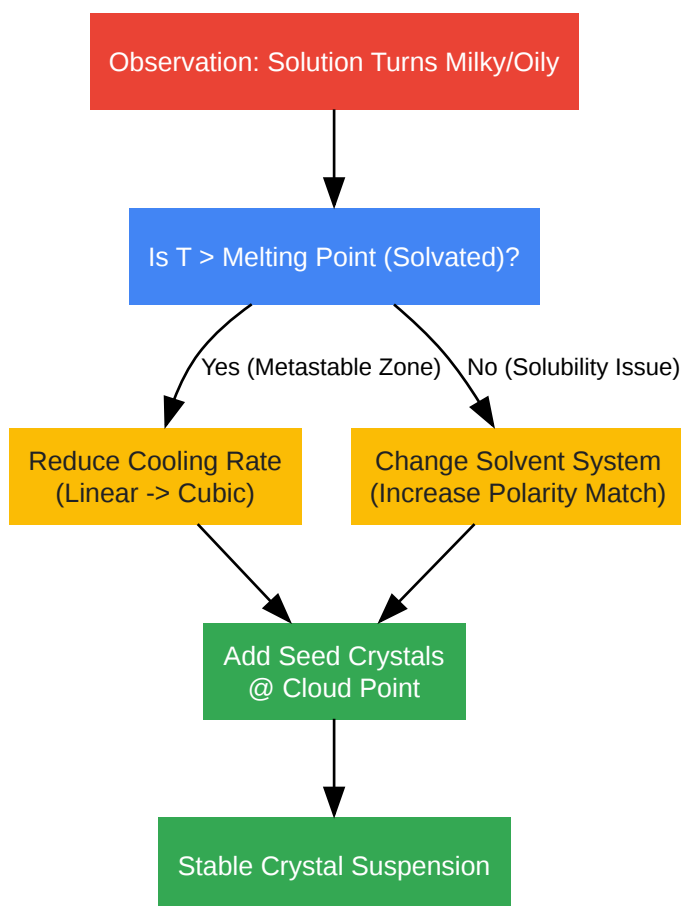 Observation: Solution Turns Milky/Oily
Is T > Melting Point (Solvated)?
Yes (Metastable Zone)
No (Solubility Issue)
Reduce Cooling Rate
(Linear -> Cubic)
Change Solvent System
(Increase Polarity Match)
Add Seed Crystals
@ Cloud Point
Stable Crystal Suspension